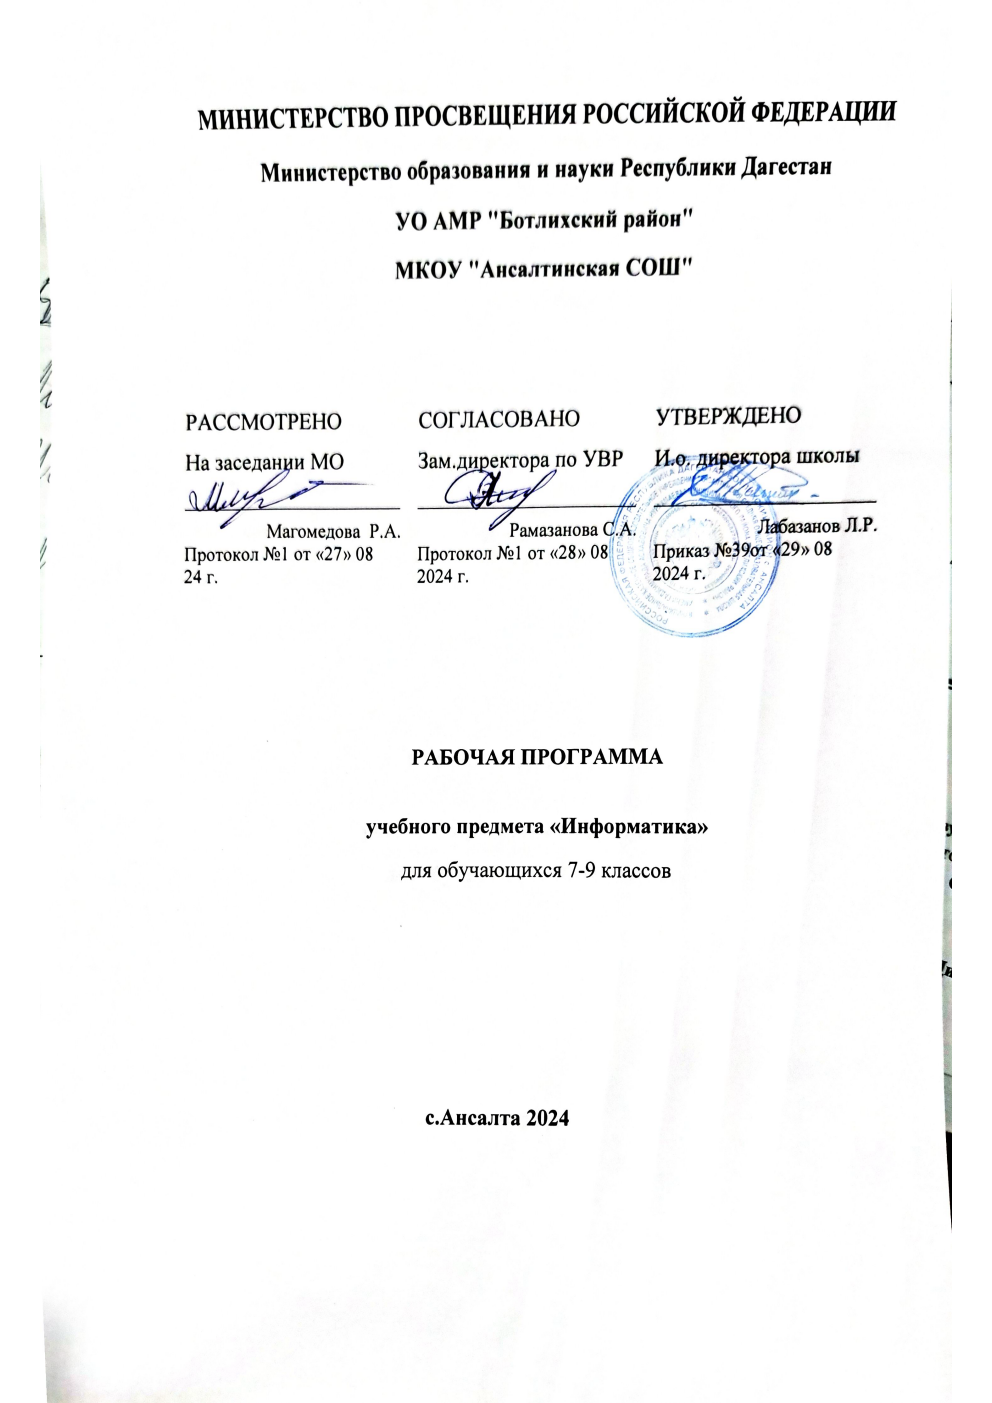 МИНИСТЕРСТВО ПРОСВЕЩЕНИЯ РОССИЙСКОЙ ФЕДЕРАЦИИ
Министерство образования и науки Республики Дагестан
УО АМР "Ботлихский район"
МКОУ "Ансалтинская СОШ"
РАССМОТРЕНО
На заседании МО
Магомедова Р.А.
Протокол №1 от «27» 08
24 г.
СОГЛАСОВАНО
Зам.директора по УВР
Рамазанова С.А.
Протокол №1 от «28» 08
2024 г.
УТВЕРЖДЕНО
И.о. директора школы
Лабазанов Л.Р.
Приказ №39от «29» 08
2024 г.
РАБОЧАЯ ПРОГРАММА
учебного предмета «Информатика»
для обучающихся 7-9 классов
с.Ансалта 2024